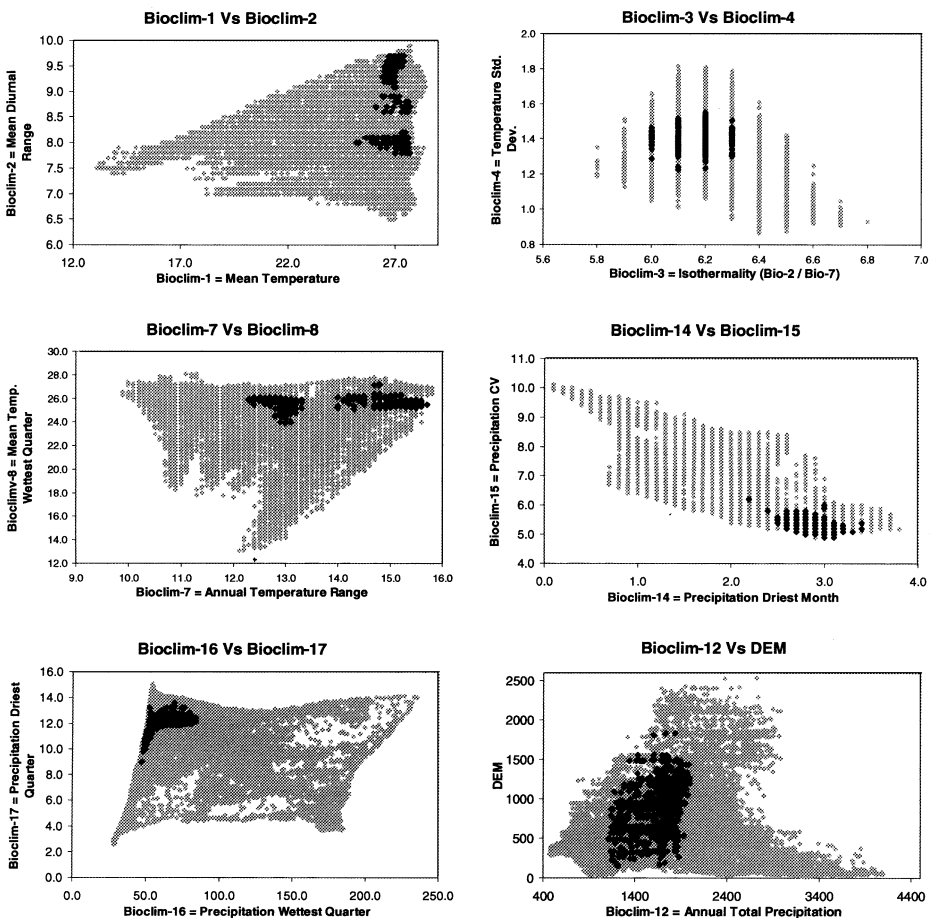 Bioclim-1 Vs Bioclim-2
10.0
9.5
9.0
8.5
8.0
7.5
7.0
6.5
6.0
Bioclim-2 = Mean Diurnal
Range
12.0 17.0 22.0 27.0
Bioclim-1 = Mean Temperature
Bioclim-3 Vs Bioclim-4
2.0
1.8
1.6
1.4
1.2
1.0
0.8
Bioclim-4 = Temperature Std.
Dev.
5.6 5.8 6.0 6.2 6.4 6.6 6.8 7.0
Bioclim-3 = Isothermality (Bio-2 / Bio-7)
Bioclim-7 Vs Bioclim-8
30.0
28.0
26.0
24.0
22.0
20.0
18.0
16.0
14.0
12.0
Bioclimv-8 = Mean Temp.
Wettest Quarter
9.0 10.0 11.0 12.0 13.0 14.0 15.0 16.0
Bioclim-7 = Annual Temperature Range
Bioclim-14 Vs Bioclim-15
11.0
10.0
9.0
8.0
7.0
6.0
5.0
4.0
Bioclim-15 = Precipitation CV
0.0 1.0 2.0 3.0 4.0
Bioclim-14 = Precipitation Driest Month
Bioclim-16 Vs Bioclim-17
16.0
14.0
12.0
10.0
8.0
6.0
4.0
2.0
0.0
Bioclim-17 = Precipitation Driest
Quarter
0.0 50.0 100.0 150.0 200.0 250.0
Bioclim-16 = Precipitation Wettest Quarter
Bioclim-12 Vs DEM
2500
2000
1500
1000
500
0
DEM
400 1400 2400 3400 4400
Bioclim-12 = Annual Total Precipitation